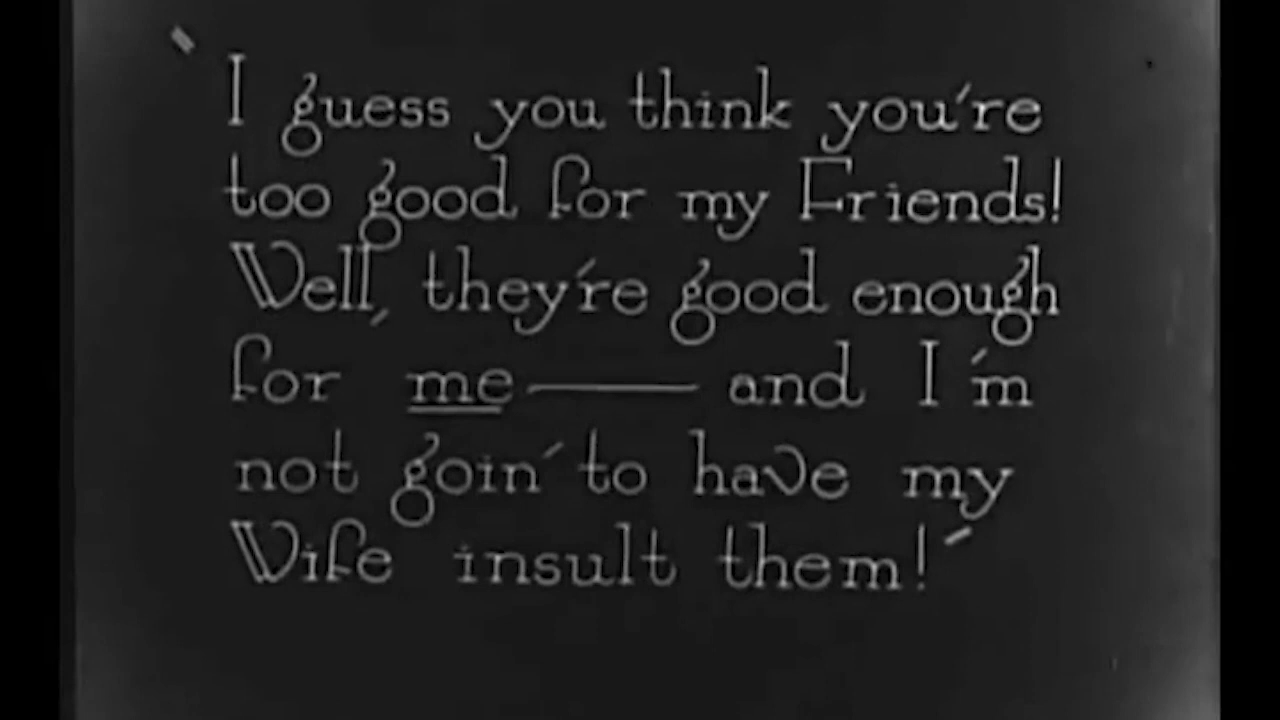 `I guess you think you're
too good for my Friends!
Well, they're good enough
for me—— and I'm
not goin' to have my
Wife insult them!´